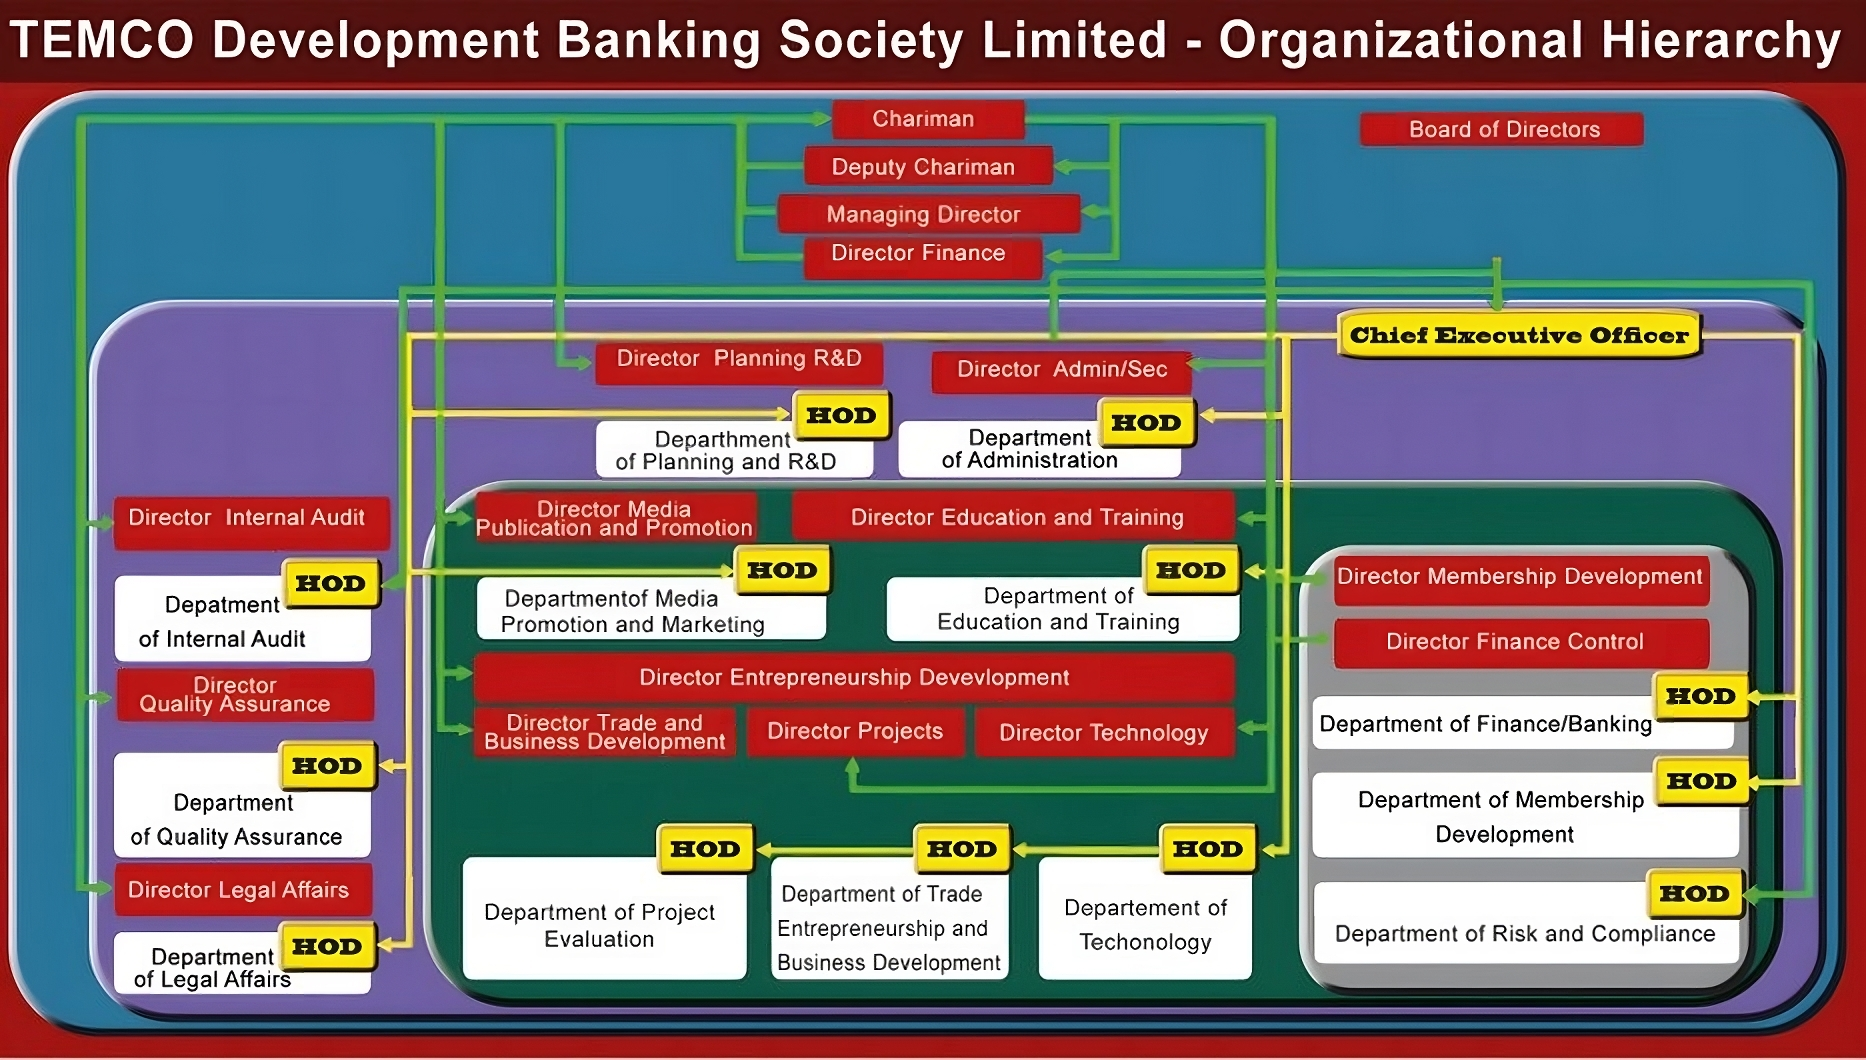 TEMCO Development Banking Society Limited - Organizational Hierarchy
Chariman
Board of Directors
Deputy Chariman
Managing Director
Director Finance
Chief Executive Officer
Director Planning R&D
Director Admin/Sec
HOD
Departhment
of Planning and R&D
HOD
Department
of Administration
Director Internal Audit
HOD
Depatment
of Internal Audit
Director
Quality Assurance
HOD
Department
of Quality Assurance
Director Legal Affairs
HOD
Department
of Legal Affairs
Director Media
Publication and Promotion
Director Education and Training
HOD
Departmentof Media
Promotion and Marketing
HOD
Department of
Education and Training
Director Entrepreneurship Devevlopment
Director Trade and
Business Development
Director Projects
Director Technology
HOD
Department of Project
Evaluation
HOD
Department of Trade
Entrepreneurship and
Business Development
HOD
Departement of
Techonology
Director Membership Development
Director Finance Control
HOD
Department of Finance/Banking
HOD
Department of Membership
Development
HOD
Department of Risk and Compliance